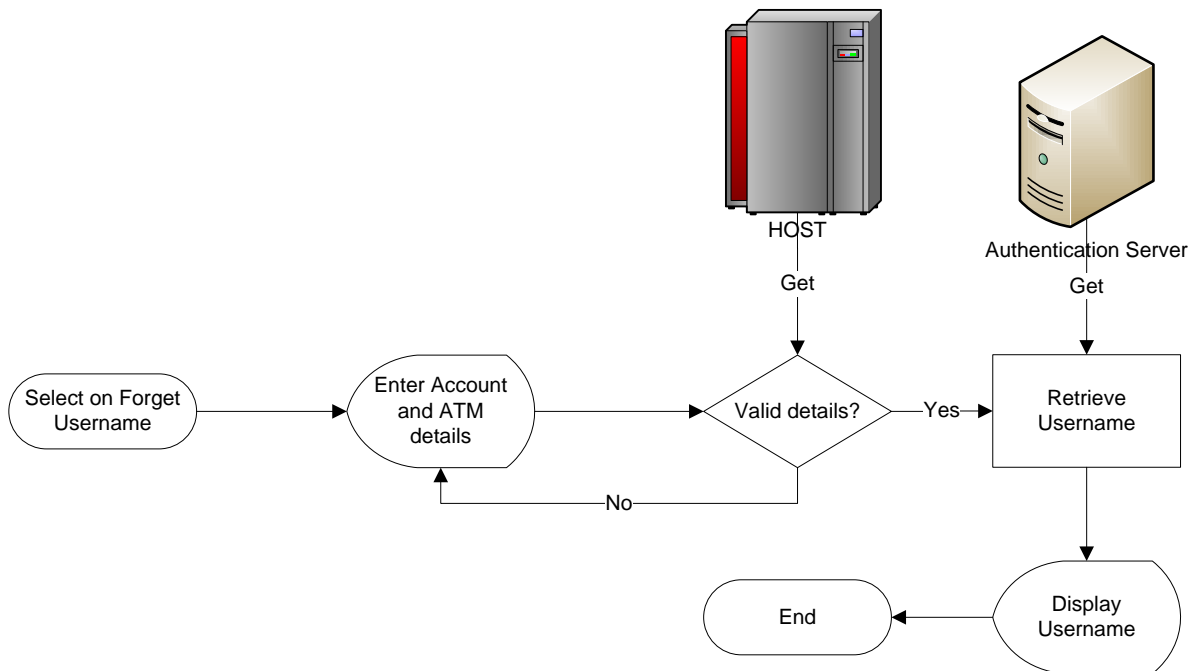 HOST
Authentication Server
Get
Get
Select on Forget
Username
Enter Account
and ATM
details
Valid details?
Yes
Retrieve
Username
No
End
Display
Username